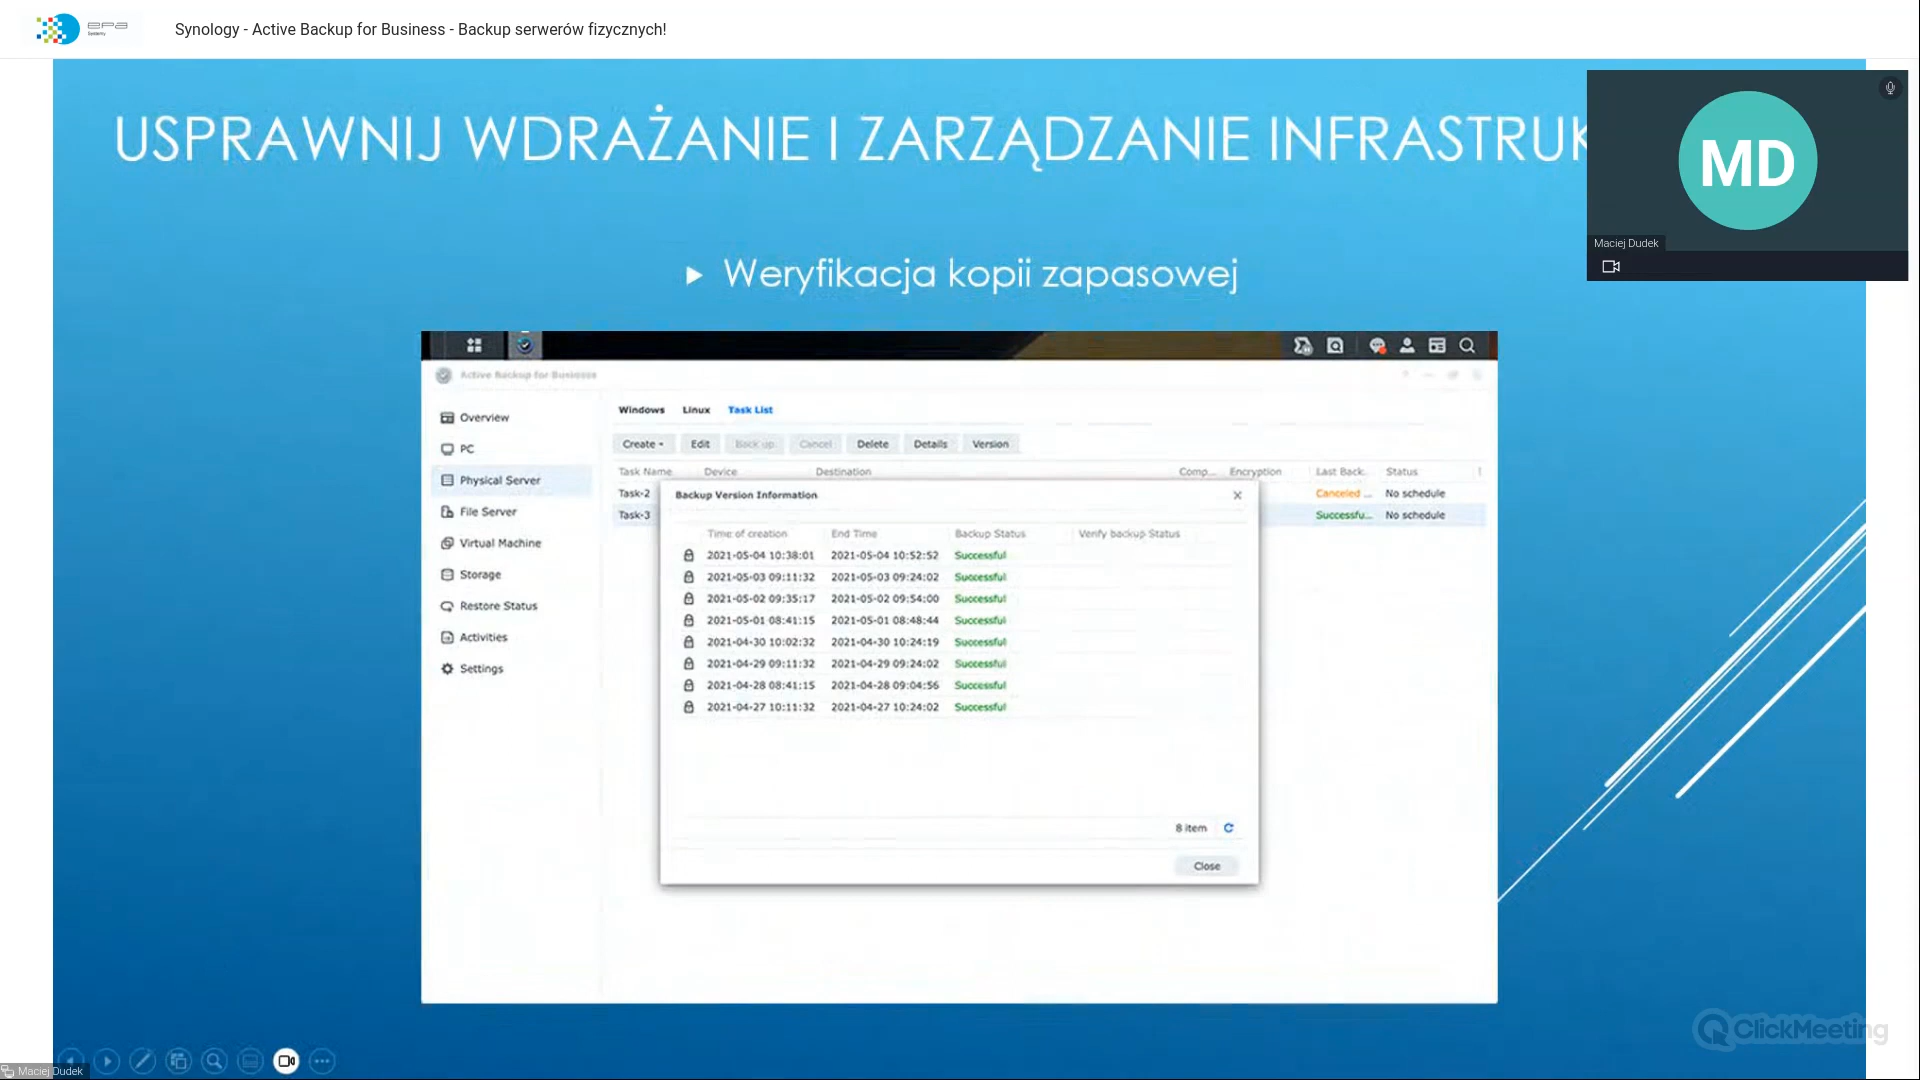 epa
Systemy
Synology - Active Backup for Business - Backup serwerów fizycznych!
USPRAWNIJ WDRAŻANIE I ZARZĄDZANIE INFRASTRUK
MD
Maciej Dudek
Weryfikacja kopii zapasowej
Active Backup for Business
Overview
PC
Physical Server
File Server
Virtual Machine
Storage
Restore Status
Activities
Settings
Windows Linux Task List
Create Edit Back up Cancel Delete Details Version
Task Name Device Destination Comp... Encryption Last Back... Status
Task-2 Canceled ... No schedule
Task-3 Successfu... No schedule
Backup Version Information
Time of creation End Time Backup Status Verify backup Status
2021-05-04 10:38:01 2021-05-04 10:52:52 Successful
2021-05-03 09:11:32 2021-05-03 09:24:02 Successful
2021-05-02 09:35:17 2021-05-02 09:54:00 Successful
2021-05-01 08:41:15 2021-05-01 08:48:44 Successful
2021-04-30 10:02:32 2021-04-30 10:24:19 Successful
2021-04-29 09:11:32 2021-04-29 09:24:02 Successful
2021-04-28 08:41:15 2021-04-28 09:04:56 Successful
2021-04-27 10:11:32 2021-04-27 10:24:02 Successful
8 item
Close
ClickMeeting
Maciej Dudek